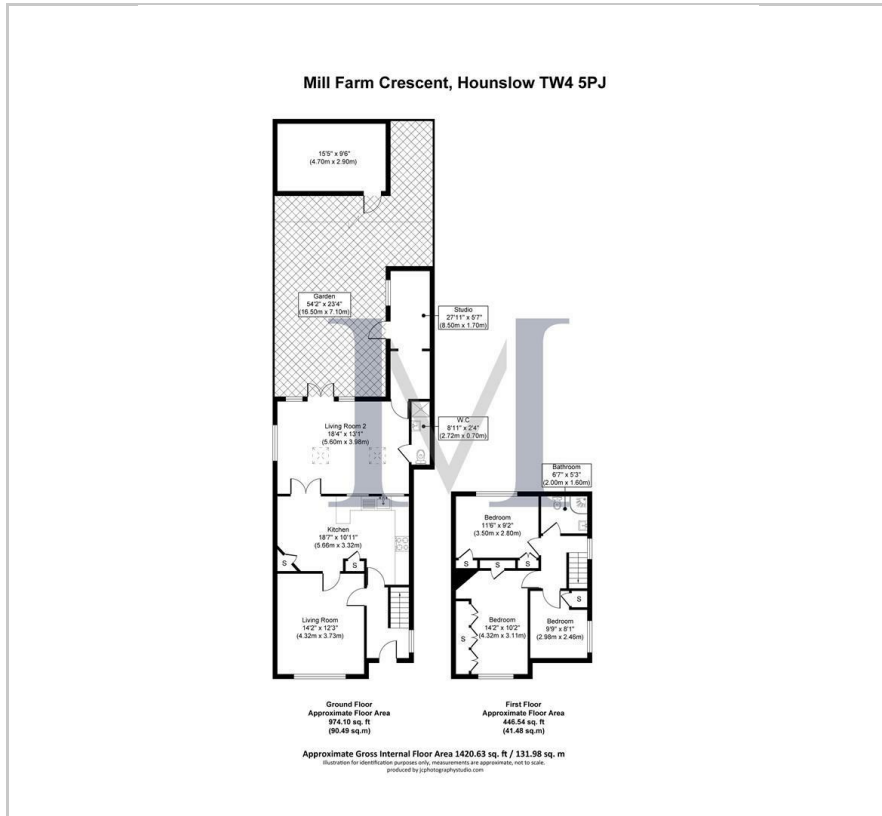 Mill Farm Crescent, Hounslow TW4 5PJ
15'5" x 9'6"
(4.70m x 2.90m)
Garden
54'2" x 23'4"
(16.50m x 7.10m)
Studio
27'11" x 5'7"
(8.50m x 1.70m)
Living Room 2
18'4" x 13'1"
(5.60m x 3.98m)
W.C.
8'11" x 2'4"
(2.72m x 0.70m)
Kitchen
18'7" x 10'11"
(5.66m x 3.32m)
S
S
Living Room
14'2" x 12'3"
(4.32m x 3.73m)
Bathroom
6'7" x 5'3"
(2.00m x 1.60m)
Bedroom
11'6" x 9'2"
(3.50m x 2.80m)
S
S
S
S
Bedroom
14'2" x 10'2"
(4.32m x 3.11m)
S
Bedroom
9'9" x 8'1"
(2.98m x 2.46m)
Ground Floor
Approximate Floor Area
974.10 sq. ft
(90.49 sq.m)
First Floor
Approximate Floor Area
446.54 sq. ft
(41.48 sq.m)
Approximate Gross Internal Floor Area 1420.63 sq. ft / 131.98 sq. m
Illustration for identification purposes only, measurements are approximate, not to scale.
produced by jcphotographystudio.com
M